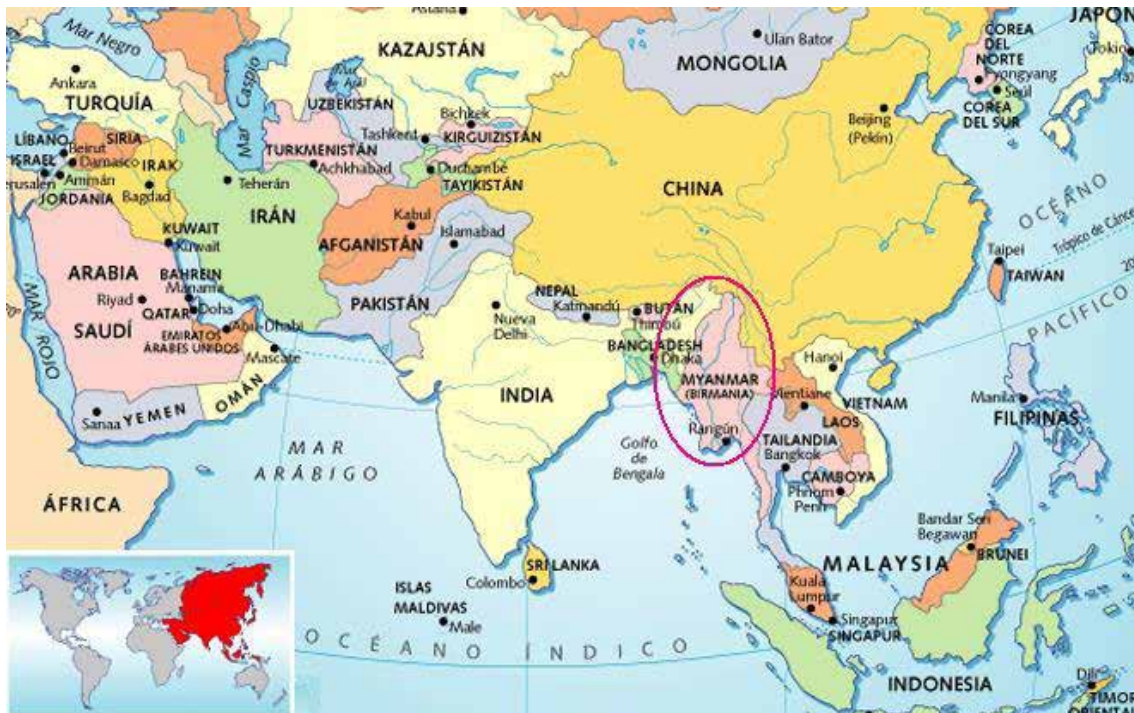 Astana
Mar Negro
KAZAJSTÁN
Ulan Bator
MONGOLIA
COREA
DEL
NORTE
Pyongyang
Seúl
COREA
DEL SUR
JAPÓN
Tokio
Ankara
TURQUÍA
Mar Caspio
Mar
de Aral
UZBEKISTÁN
Bichkek
Tashkent
KIRGUIZISTÁN
TURKMENISTÁN
Achkhabad
Duchambé
TAYIKISTÁN
Beijing
(Pekín)
LÍBANO
SIRIA
Beirut
ISRAEL
Damasco
IRAK
Jerusalén
Ammán
JORDANIA
Bagdad
Teherán
IRÁN
CHINA
Kabul
AFGANISTÁN
Islamabad
PAKISTÁN
OCÉANO
PACÍFICO
Trópico de Cánce
20
KUWAIT
Kuwait
ARABIA
SAUDÍ
BAHREIN
Manama
Riyad
QATAR
Doha
EMIRATOS
ÁRABES UNIDOS
Abu-Dhabi
Mascate
OMÁN
MAR ROJO
YEMEN
Sanaa
NEPAL
Katmandú
BUTÁN
Thimbú
Nueva
Delhi
BANGLADESH
Dhaka
INDIA
MYANMAR
(BIRMANIA)
Rangún
Taipei
TAIWAN
Hanoi
Vientiane
VIETNAM
LAOS
TAILANDIA
Bangkok
CAMBOYA
Phnom
Penh
Manila
FILIPINAS
MAR
ARÁBIGO
Golfo
de
Bengala
ÁFRICA
SRI LANKA
Colombo
ISLAS
MALDIVAS
Male
OCÉANO ÍNDICO
Bandar Seri
Begawan
BRUNEI
MALAYSIA
Kuala
Lumpur
Singapur
SINGAPUR
INDONESIA
Dili
TIMOR
ORIENTAL